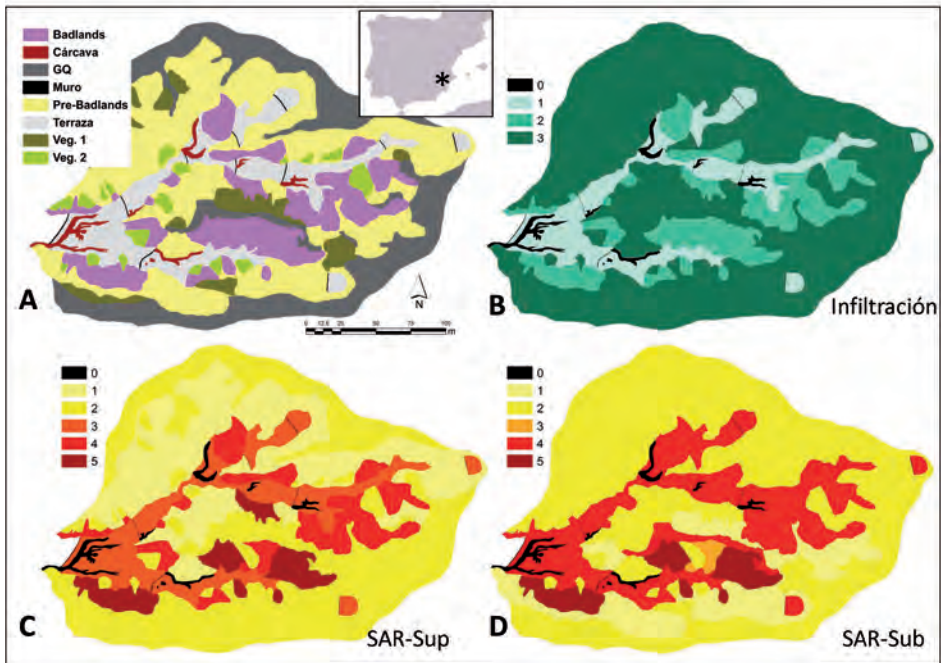 Badlands
Cárcava
GQ
Muro
Pre-Badlands
Terraza
Veg. 1
Veg. 2
*
A
N
0 12.5 25 50 75 100
m
0
1
2
3
B
Infiltración
0
1
2
3
4
5
C
SAR-Sup
0
1
2
3
4
5
D
SAR-Sub